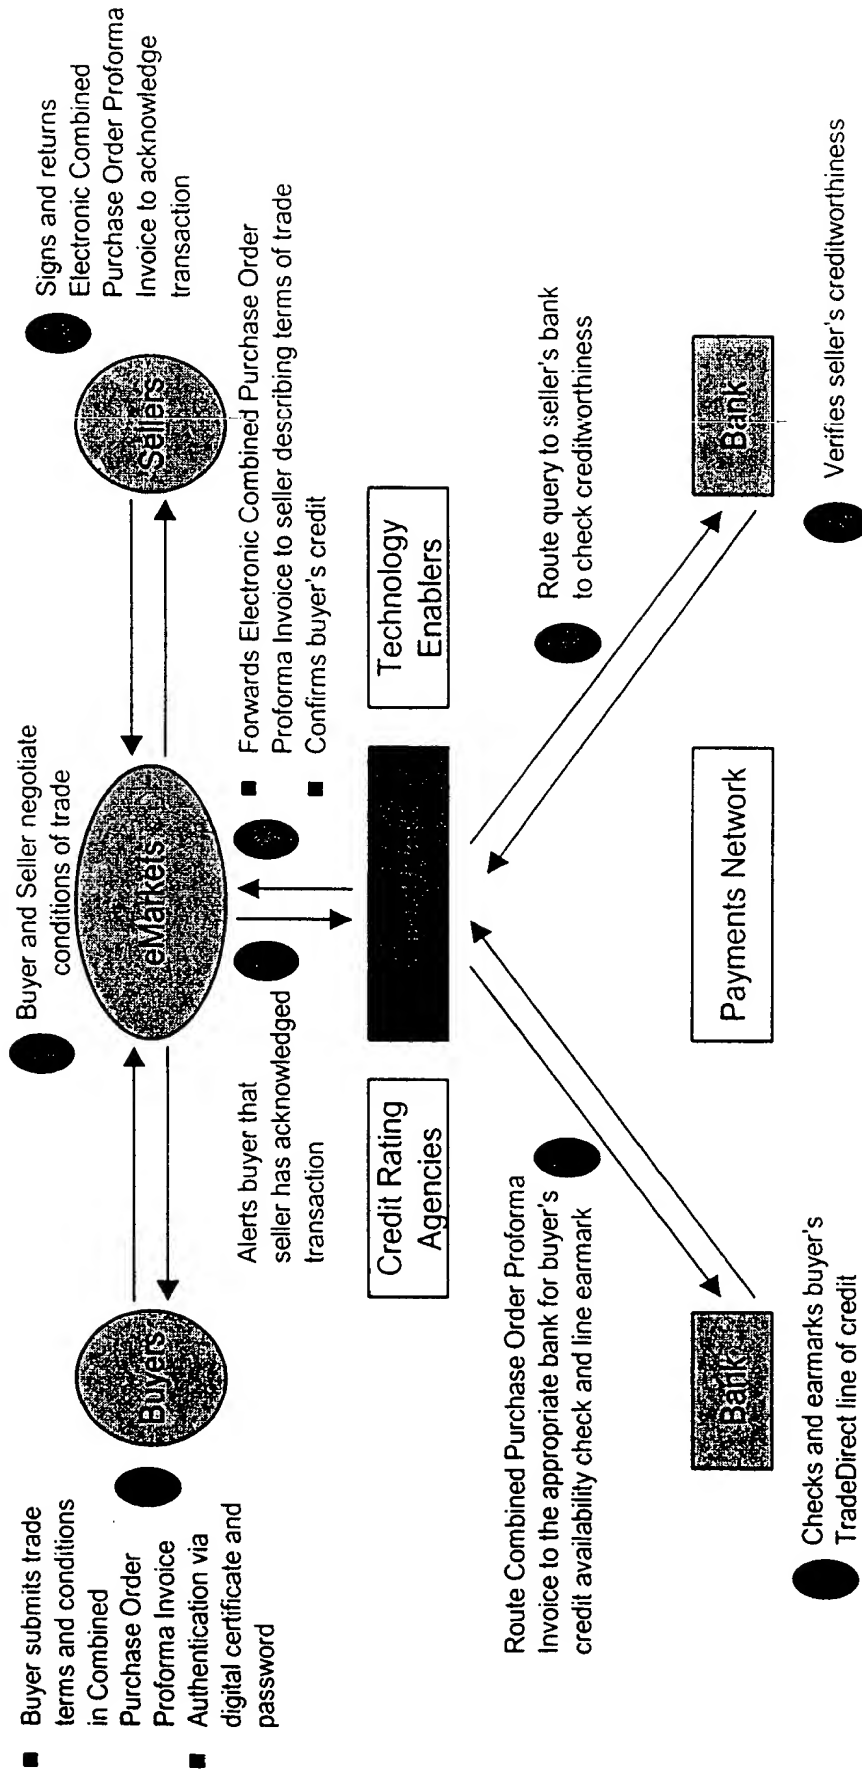 Buyer and Seller negotiate
conditions of trade
Buyer submits trade
terms and conditions
in Combined
Purchase Order
Proforma Invoice
Authentication via
digital certificate and
password
Buyers
eMarkets
Sellers
Signs and returns
Electronic Combined
Purchase Order Proforma
Invoice to acknowledge
transaction
Alerts buyer that
seller has acknowledged
transaction
Forwards Electronic Combined Purchase Order
Proforma Invoice to seller describing terms of trade
Confirms buyer's credit
Credit Rating
Agencies
Technology
Enablers
Route Combined Purchase Order Proforma
Invoice to the appropriate bank for buyer's
credit availability check and line earmark
Route query to seller's bank
to check creditworthiness
Bank
Payments Network
Bank
Checks and earmarks buyer's
TradeDirect line of credit
Verifies seller's creditworthiness